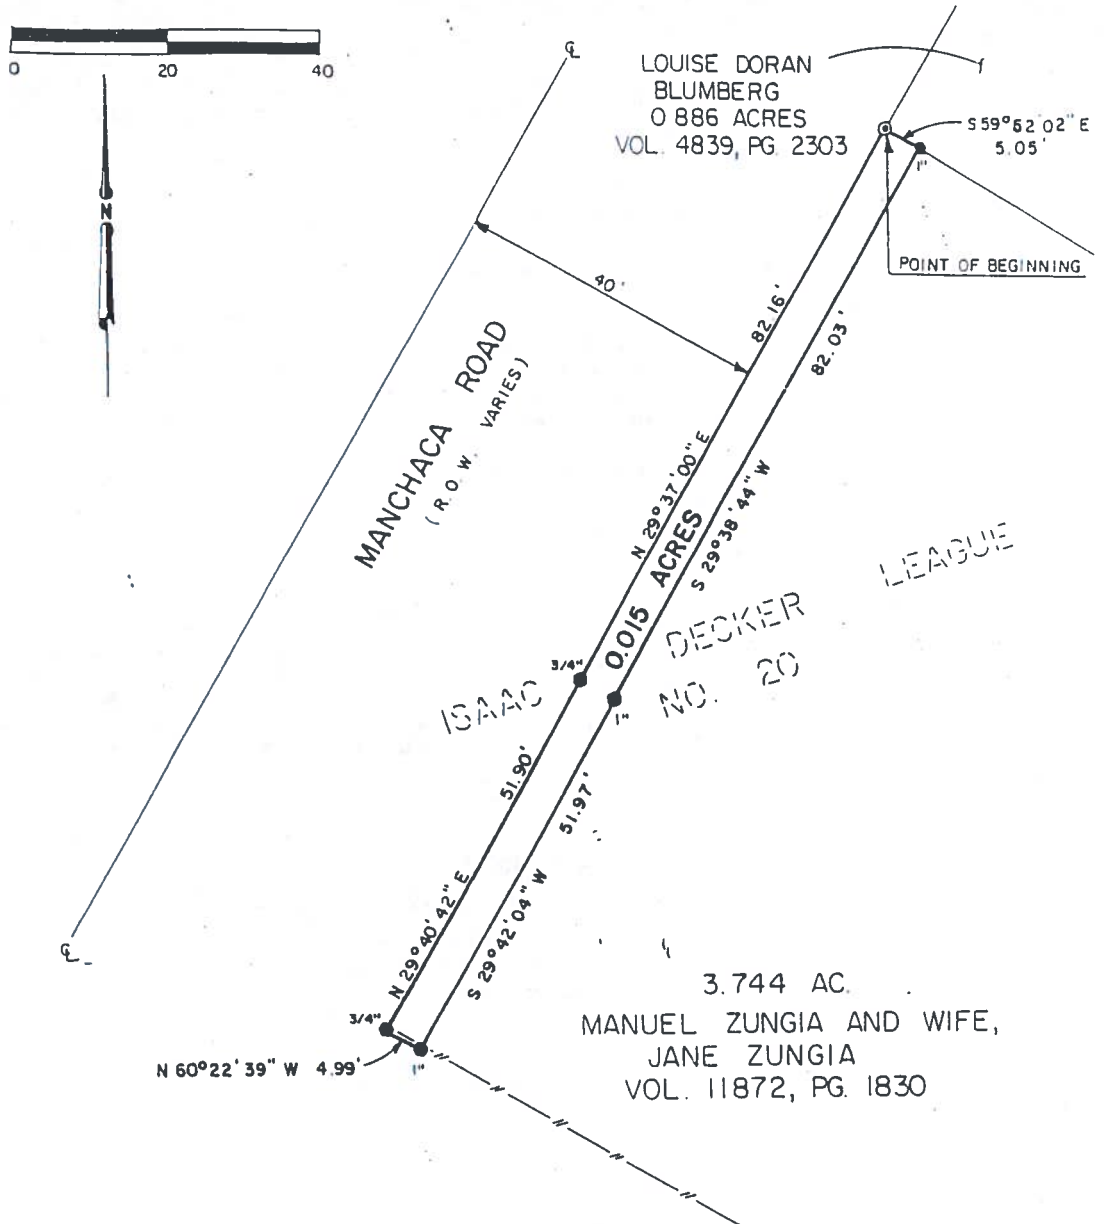 0 20 40
N
℄
LOUISE DORAN
BLUMBERG
0 886 ACRES
VOL. 4839, PG. 2303
S 59° 52' 02" E
5.05'
1"
POINT OF BEGINNING
40'
82.16'
82.03'
MANCHACA ROAD
( R. O. W. VARIES )
N 29° 37' 00" E
S 29° 38' 44" W
0.015 ACRES
ISAAC DECKER LEAGUE
NO. 20
3/4"
1"
51.90'
51.97'
N 29° 40' 42" E
S 29° 42' 04" W
℄
3/4"
1"
N 60° 22' 39" W 4.99'
3.744 AC.
MANUEL ZUNGIA AND WIFE,
JANE ZUNGIA
VOL. 11872, PG. 1830